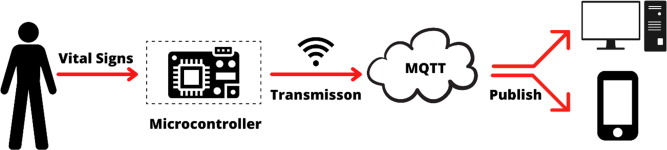 Vital Signs
Microcontroller
Transmisson
MQTT
Publish